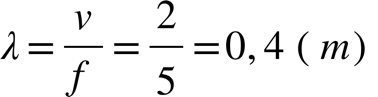 λ = v/f = 2/5 = 0,4 (m)